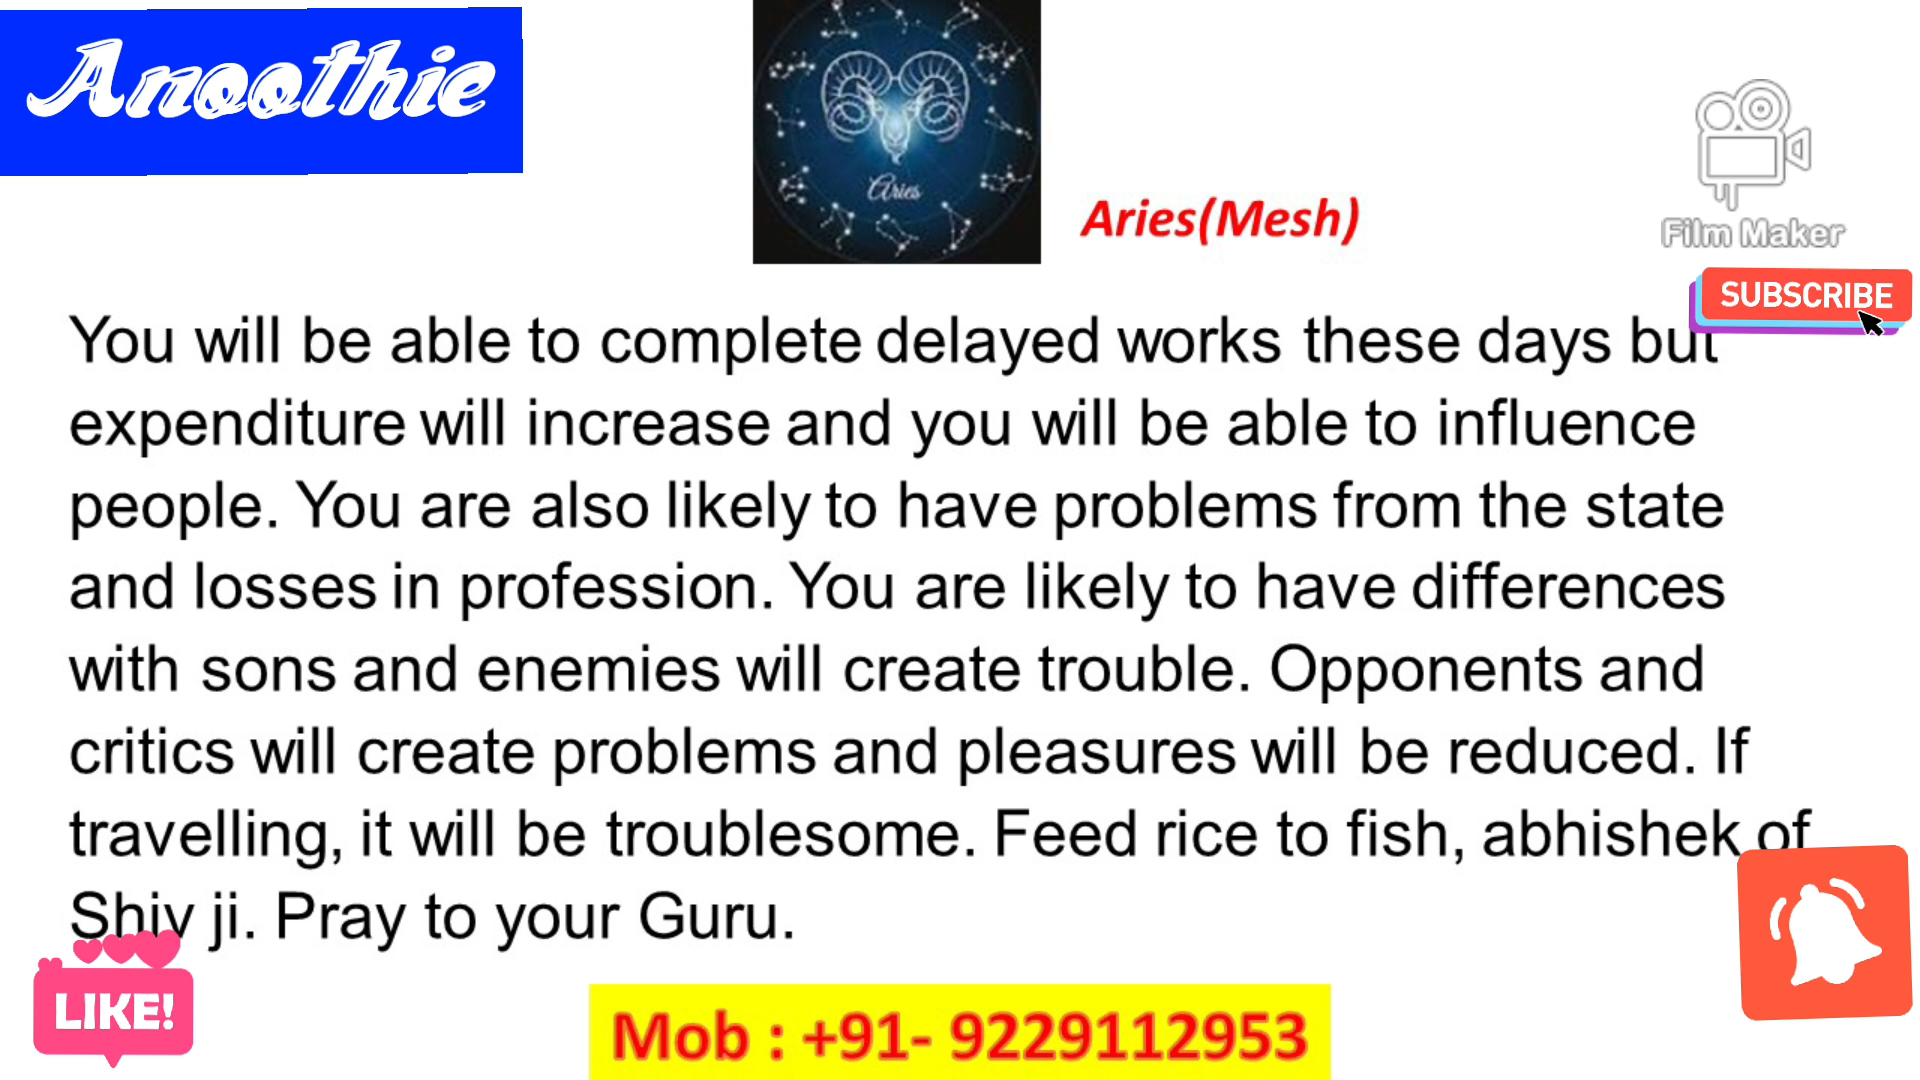 Anoothie
Aries
Aries(Mesh)
Film Maker
SUBSCRIBE
You will be able to complete delayed works these days but
expenditure will increase and you will be able to influence
people. You are also likely to have problems from the state
and losses in profession. You are likely to have differences
with sons and enemies will create trouble. Opponents and
critics will create problems and pleasures will be reduced. If
travelling, it will be troublesome. Feed rice to fish, abhishek of
Shiv ji. Pray to your Guru.
LIKE!
Mob : +91- 9229112953